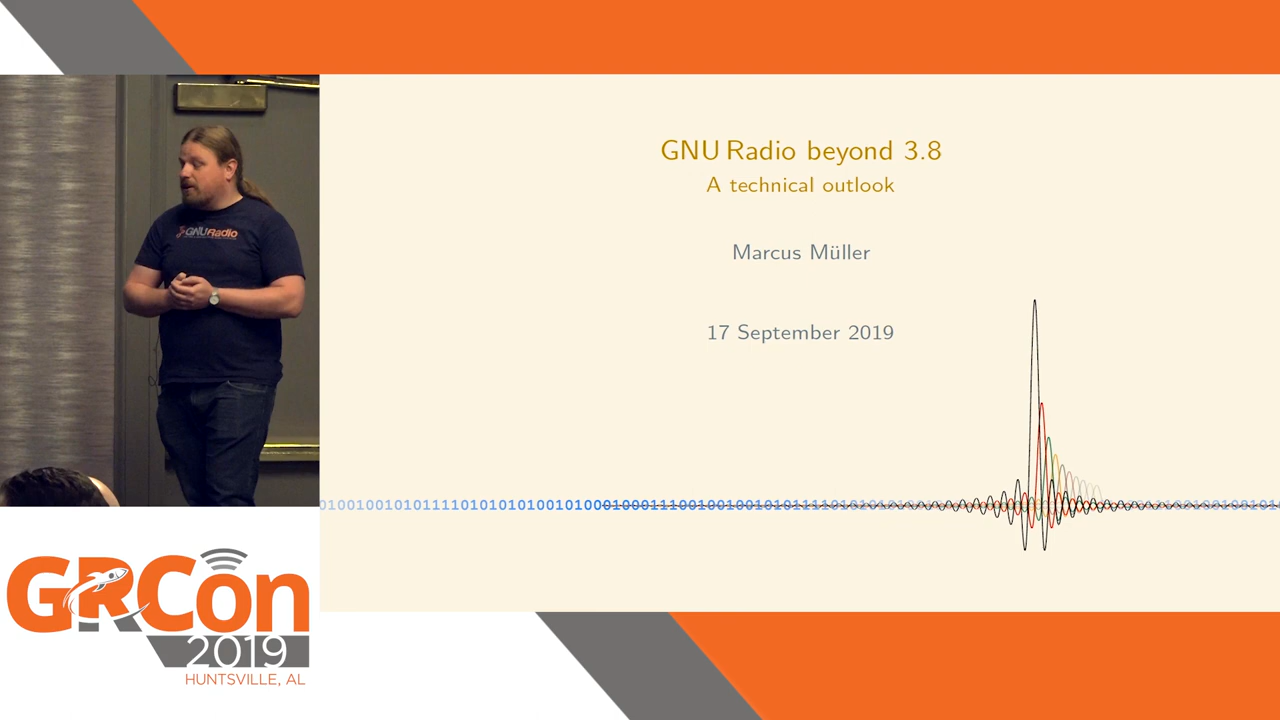 GNU Radio beyond 3.8
A technical outlook
Marcus Müller
17 September 2019
GNURadio
GRCon
2019
HUNTSVILLE, AL